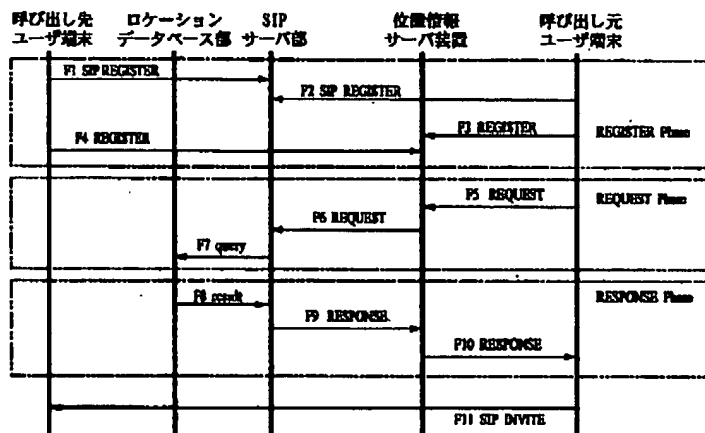 呼び出し先
ユーザ端末
ロケーション
データベース部
SIP
サーバ部
位置情報
サーバ装置
呼び出し元
ユーザ端末
F1 SIP REGISTER
F2 SIP REGISTER
F3 REGISTER
REGISTER Phase
F4 REGISTER
F5 REQUEST
REQUEST Phase
F6 REQUEST
F7 query
F8 result
RESPONSE Phase
F9 RESPONSE
F10 RESPONSE
F11 SIP INVITE